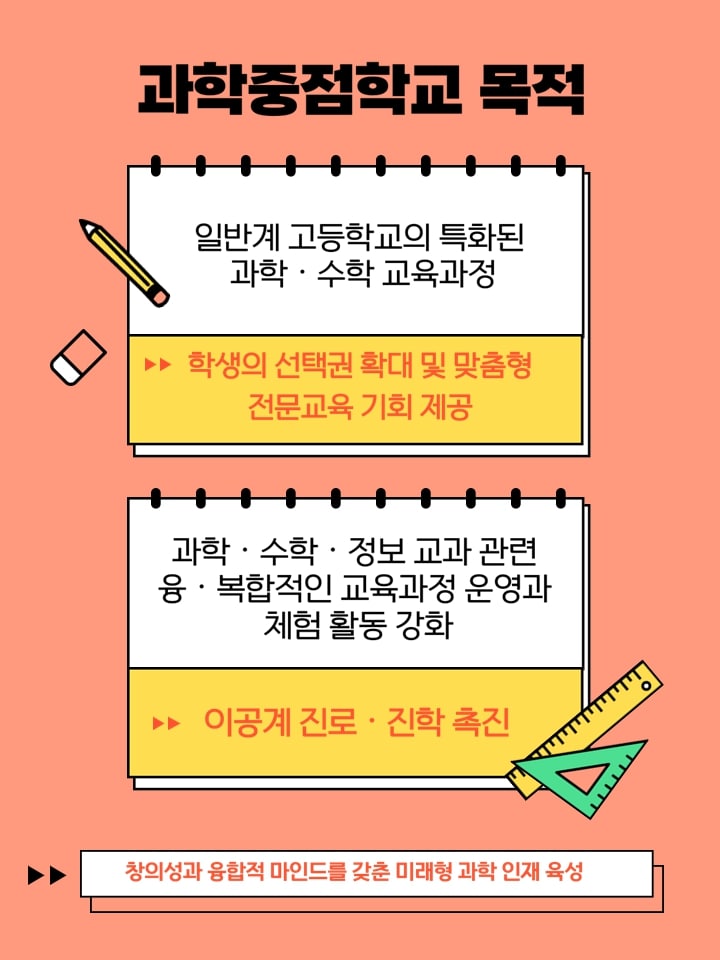 과학중점학교 목적
일반계 고등학교의 특화된
과학 · 수학 교육과정
▶▶ 학생의 선택권 확대 및 맞춤형
전문교육 기회 제공
과학 · 수학 · 정보 교과 관련
융 · 복합적인 교육과정 운영과
체험 활동 강화
▶▶ 이공계 진로 · 진학 촉진
▶▶ 창의성과 융합적 마인드를 갖춘 미래형 과학 인재 육성